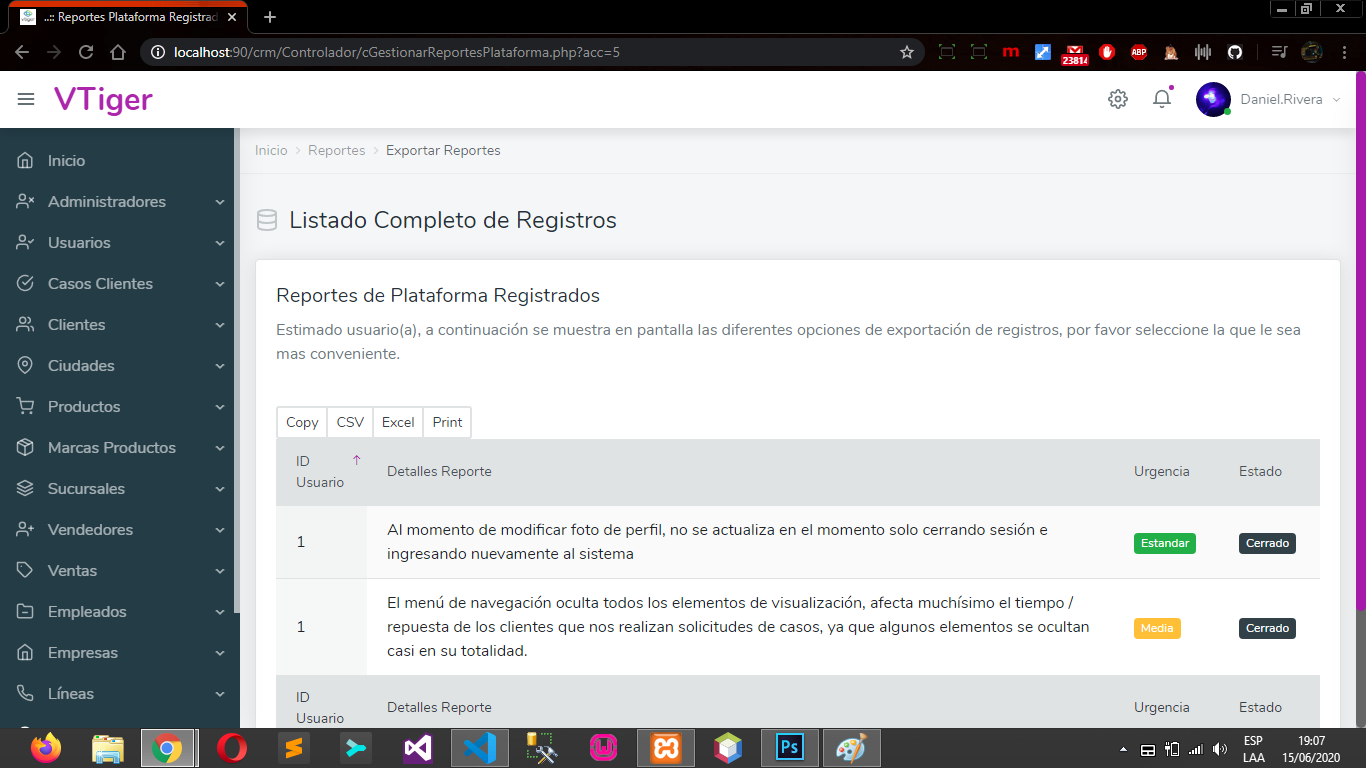 ..:: Reportes Plataforma Registrad
localhost:90/crm/Controlador/cGestionarReportesPlataforma.php?acc=5
m
23814
ABP
VTiger
Daniel.Rivera
Inicio
Administradores
Usuarios
Casos Clientes
Clientes
Ciudades
Productos
Marcas Productos
Sucursales
Vendedores
Ventas
Empleados
Empresas
Líneas
Inicio > Reportes > Exportar Reportes
Listado Completo de Registros
Reportes de Plataforma Registrados
Estimado usuario(a), a continuación se muestra en pantalla las diferentes opciones de exportación de registros, por favor seleccione la que le sea
mas conveniente.
Copy CSV Excel Print
ID
Usuario
Detalles Reporte
Urgencia
Estado
1
Al momento de modificar foto de perfil, no se actualiza en el momento solo cerrando sesión e
ingresando nuevamente al sistema
Estandar
Cerrado
1
El menú de navegación oculta todos los elementos de visualización, afecta muchísimo el tiempo /
repuesta de los clientes que nos realizan solicitudes de casos, ya que algunos elementos se ocultan
casi en su totalidad.
Media
Cerrado
ID
Usuario
Detalles Reporte
Urgencia
Estado
Ps
ESP
LAA
19:07
15/06/2020